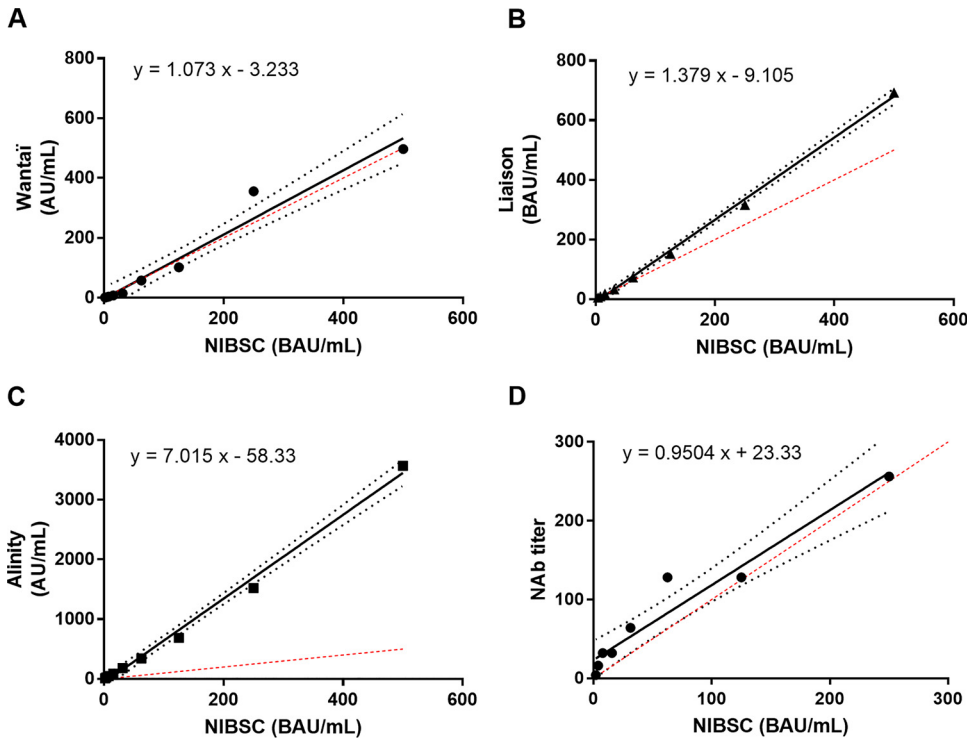 A
y = 1.073 x - 3.233
Wantaï
(AU/mL)
800
600
400
200
0
0 200 400 600
NIBSC (BAU/mL)
B
y = 1.379 x - 9.105
Liaison
(BAU/mL)
800
600
400
200
0
0 200 400 600
NIBSC (BAU/mL)
C
y = 7.015 x - 58.33
Alinity
(AU/mL)
4000
3000
2000
1000
0
0 200 400 600
NIBSC (BAU/mL)
D
y = 0.9504 x + 23.33
NAb titer
300
200
100
0
0 100 200 300
NIBSC (BAU/mL)